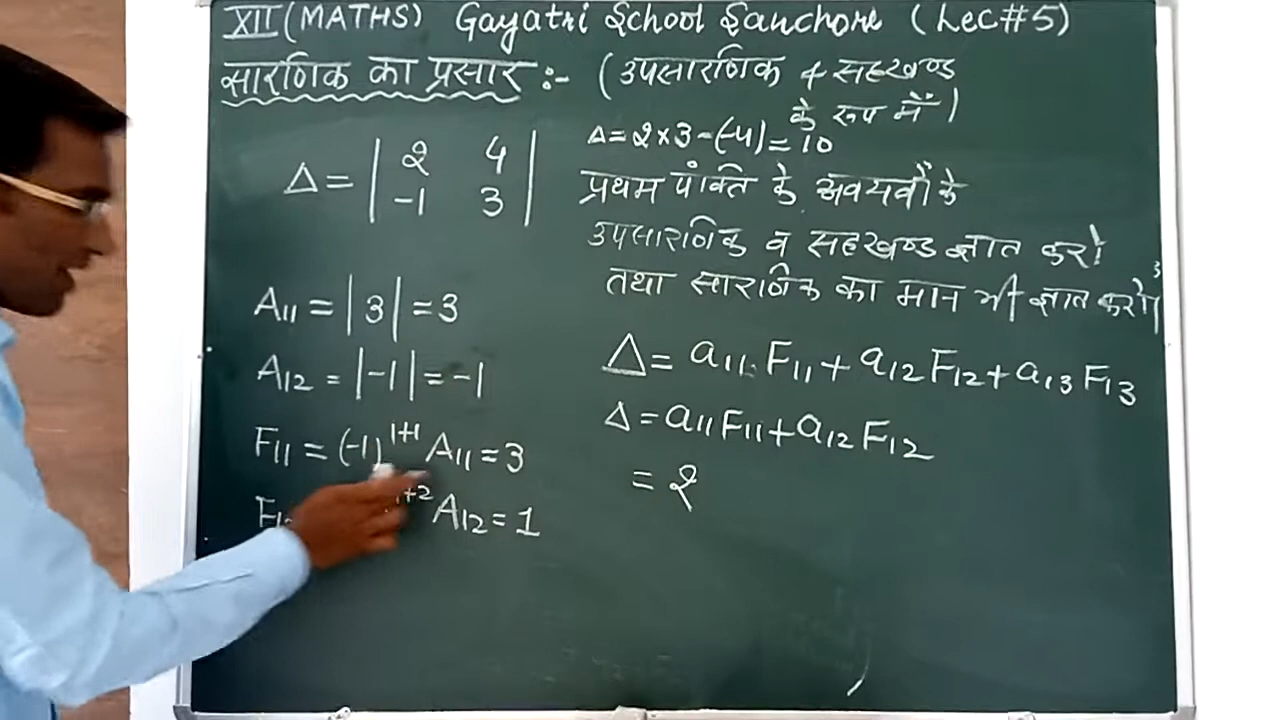 XII (MATHS) Gayatri School Sanchore (Lec#5)
सारणिक का प्रसार :- (उपसारणिक व सहखण्ड
के रूप में)
Δ = | 2 4 |
| -1 3 |
Δ = 2 × 3 - (-4) = 10
प्रथम पंक्ति के अवयवों के
उपसारणिक व सहखण्ड ज्ञात करो
तथा सारणिक का मान भी ज्ञात करो।
A11 = | 3 | = 3
A12 = | -1 | = -1
F11 = (-1)^1+1 A11 = 3
A12 = 1
Δ = a11 F11 + a12 F12 + a13 F13
Δ = a11 F11 + a12 F12
= 2